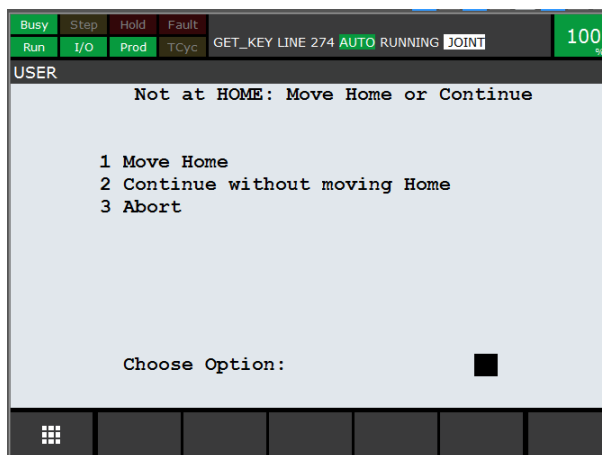 Busy Step Hold Fault
Run I/O Prod TCyc GET_KEY LINE 274 AUTO RUNNING JOINT 100 %
USER
Not at HOME: Move Home or Continue
1 Move Home
2 Continue without moving Home
3 Abort
Choose Option: